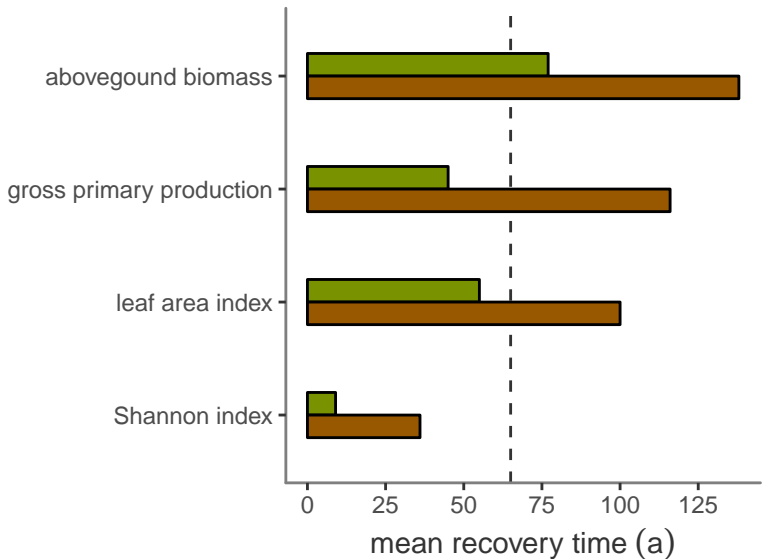 abovegound biomass
gross primary production
leaf area index
Shannon index
0 25 50 75 100 125
mean recovery time (a)